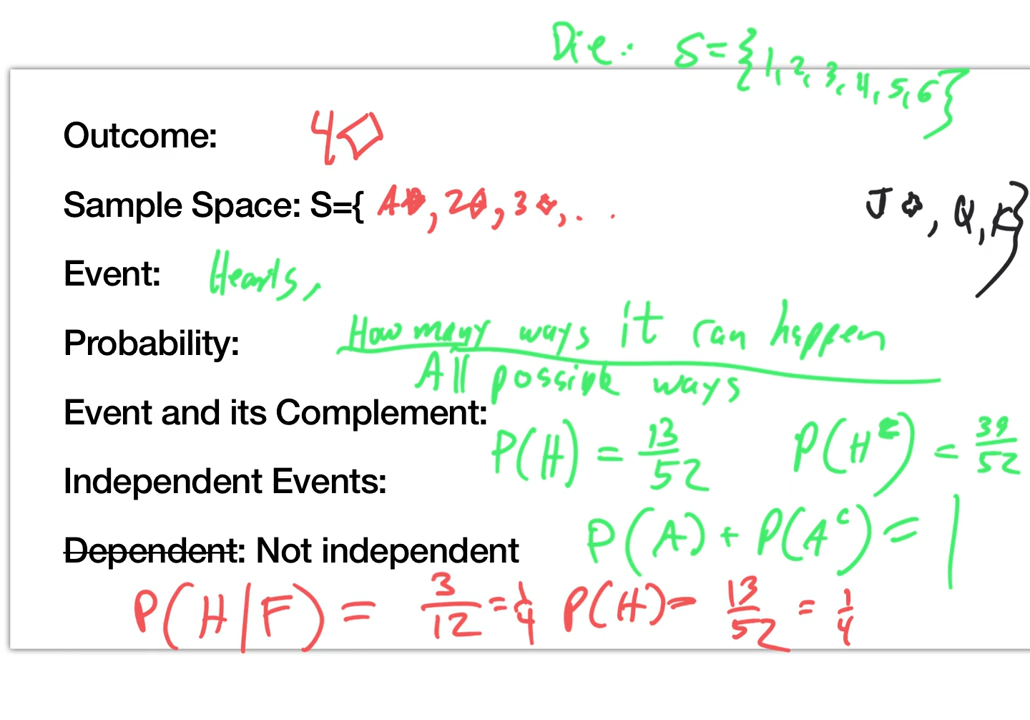 Die: S={1,2,3,4,5,6}
Outcome: 4◇
Sample Space: S={ A♦, 2♦, 3♦, . . J♦, Q, K}
Event: Hearts,
Probability: How many ways it can happen
All possible ways
Event and its Complement:
P(H) = 13/52 P(Hᶜ) = 39/52
Independent Events:
P(A) + P(Aᶜ) = 1
Dependent: Not independent
P(H|F) = 3/12 = 1/4 P(H) = 13/52 = 1/4